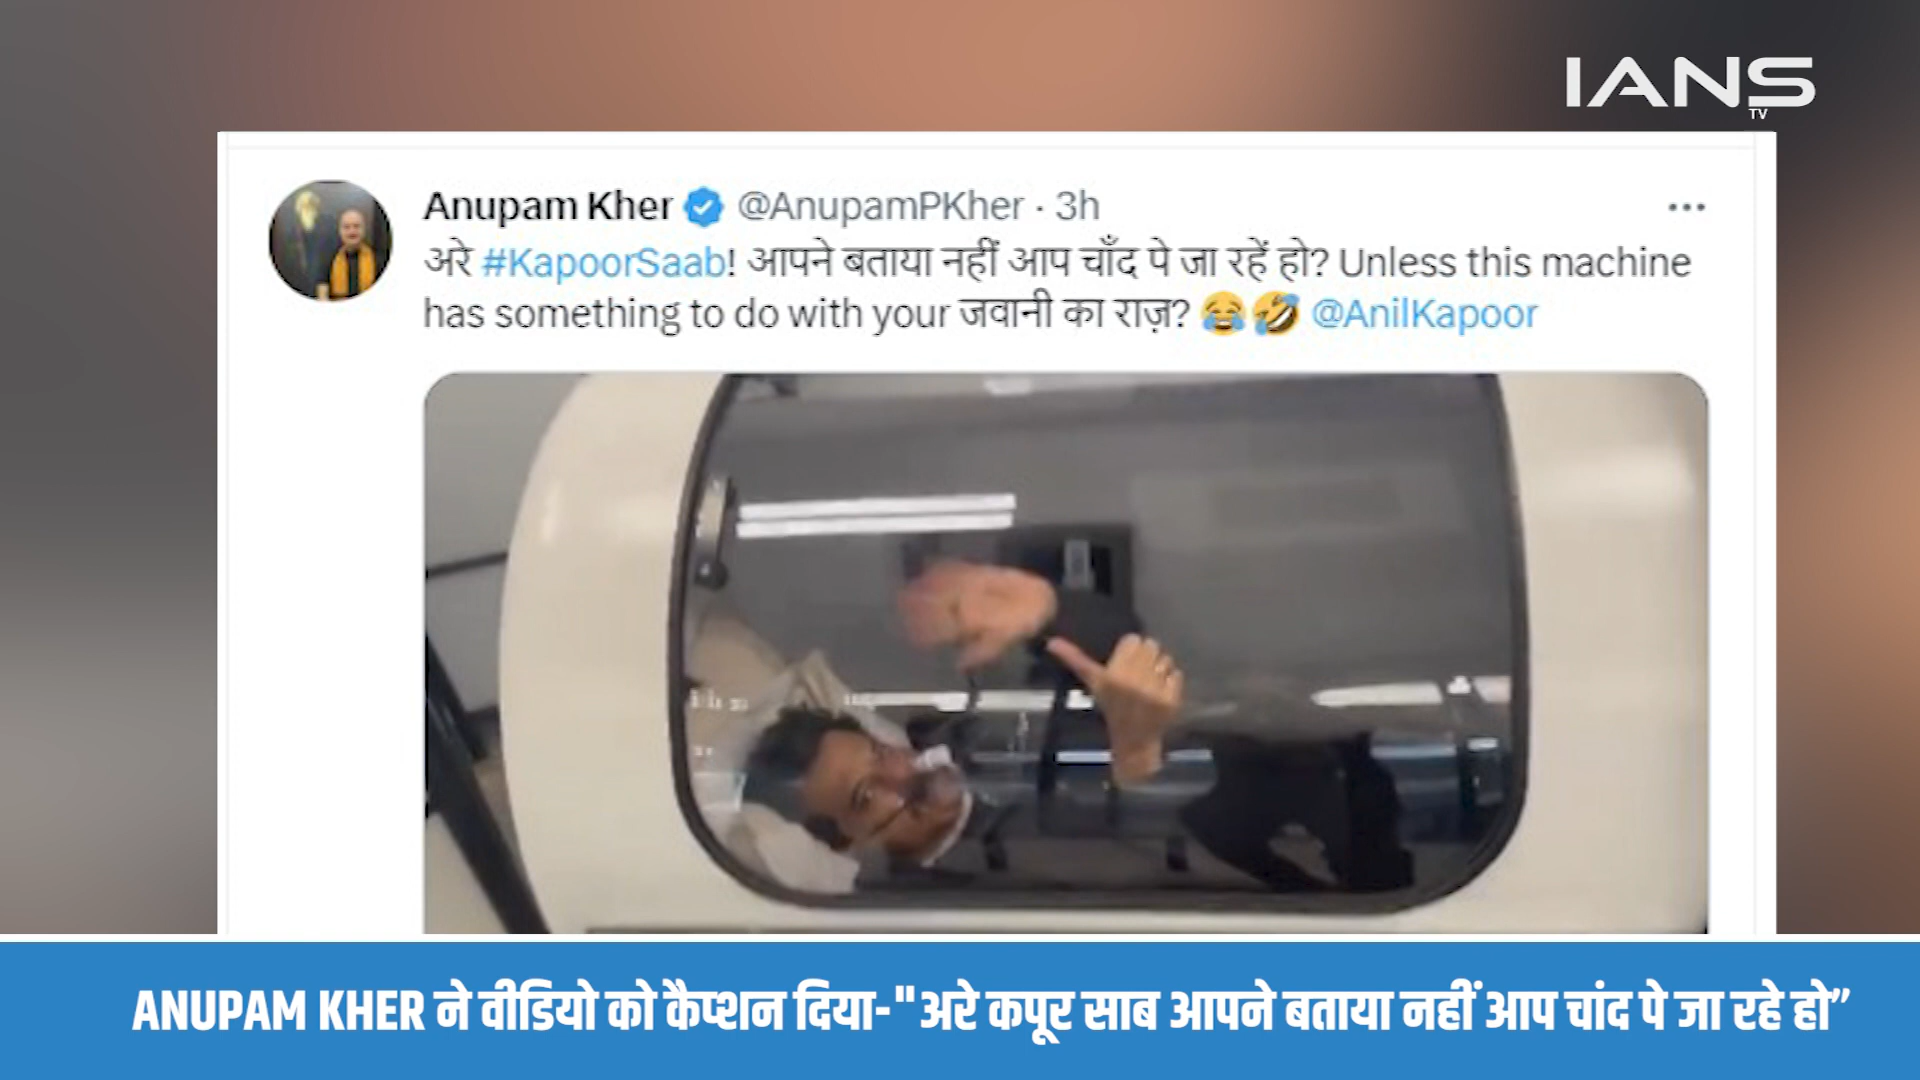 IANS
TV
Anupam Kher @AnupamPKher · 3h
अरे #KapoorSaab! आपने बताया नहीं आप चाँद पे जा रहें हो? Unless this machine
has something to do with your जवानी का राज़? 😂🤣 @AnilKapoor
ANUPAM KHER ने वीडियो को कैप्शन दिया-"अरे कपूर साब आपने बताया नहीं आप चांद पे जा रहे हो”